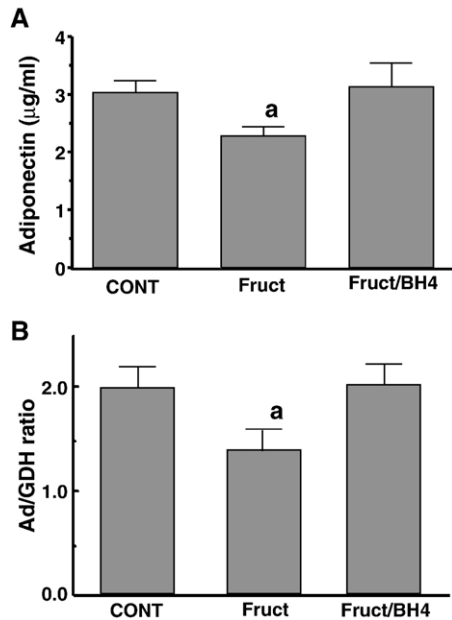 A
Adiponectin (μg/ml)
4
3
2
1
0
a
CONT
Fruct
Fruct/BH4
B
Ad/GDH ratio
2.0
1.0
0.0
a
CONT
Fruct
Fruct/BH4